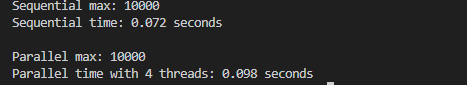 Sequential max: 10000
Sequential time: 0.072 seconds
Parallel max: 10000
Parallel time with 4 threads: 0.098 seconds